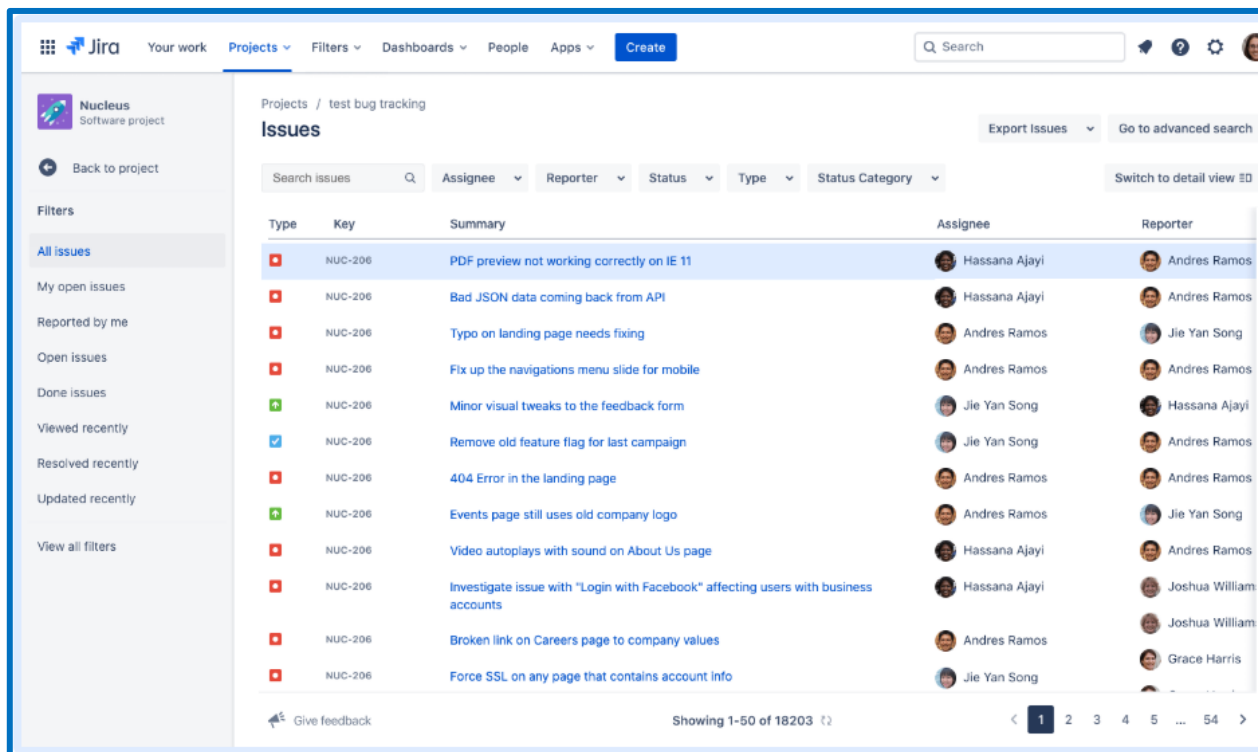 Jira Your work Projects Filters Dashboards People Apps Create Search
Nucleus
Software project
Back to project
Filters
All issues
My open issues
Reported by me
Open issues
Done issues
Viewed recently
Resolved recently
Updated recently
View all filters
Projects / test bug tracking
Issues
Export Issues Go to advanced search
Search issues Assignee Reporter Status Type Status Category Switch to detail view
Type Key Summary Assignee Reporter
NUC-206 PDF preview not working correctly on IE 11 Hassana Ajayi Andres Ramos
NUC-206 Bad JSON data coming back from API Hassana Ajayi Andres Ramos
NUC-206 Typo on landing page needs fixing Andres Ramos Jie Yan Song
NUC-206 Fix up the navigations menu slide for mobile Andres Ramos Andres Ramos
NUC-206 Minor visual tweaks to the feedback form Jie Yan Song Hassana Ajayi
NUC-206 Remove old feature flag for last campaign Jie Yan Song Andres Ramos
NUC-206 404 Error in the landing page Andres Ramos Andres Ramos
NUC-206 Events page still uses old company logo Andres Ramos Jie Yan Song
NUC-206 Video autoplays with sound on About Us page Hassana Ajayi Andres Ramos
NUC-206 Investigate issue with "Login with Facebook" affecting users with business Hassana Ajayi Joshua William
accounts
Joshua William
NUC-206 Broken link on Careers page to company values Andres Ramos
Grace Harris
NUC-206 Force SSL on any page that contains account info Jie Yan Song
Give feedback Showing 1-50 of 18203 1 2 3 4 5 ... 54